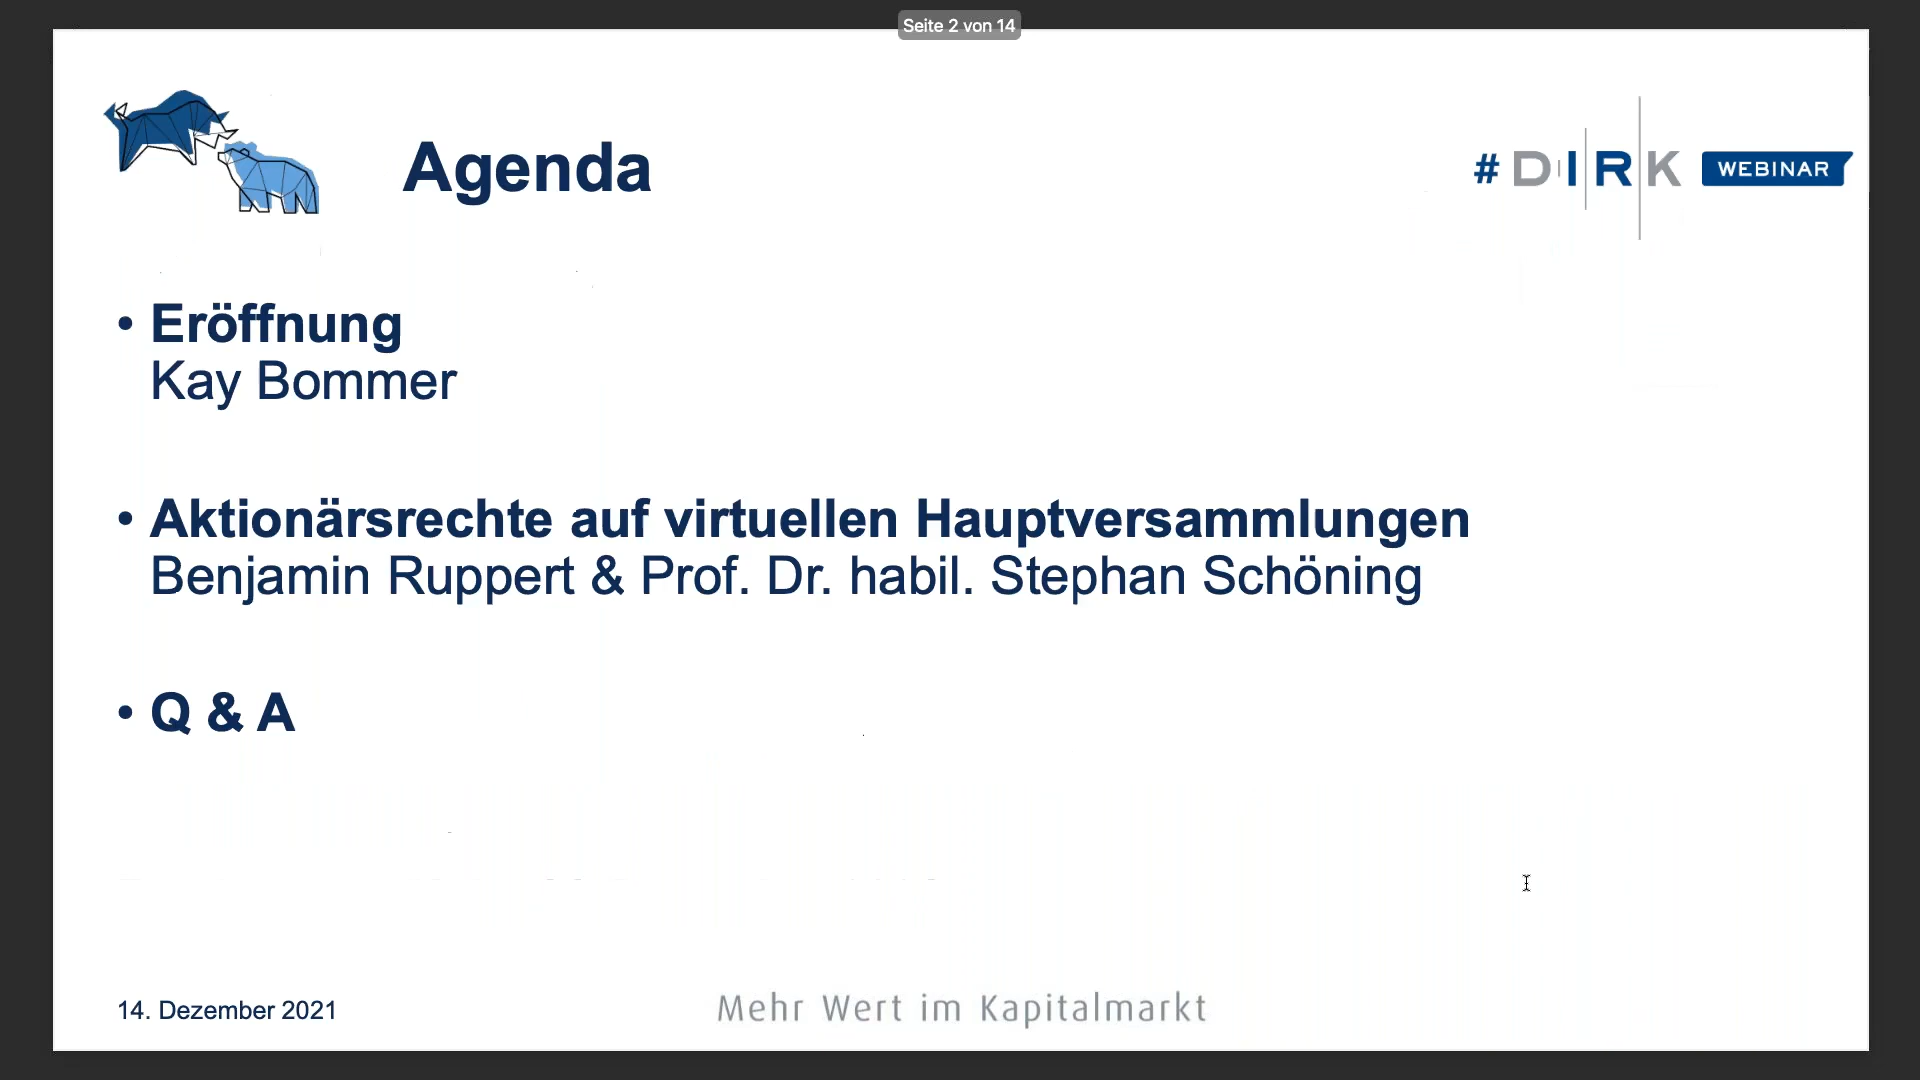 Seite 2 von 14
Agenda
# DIRK WEBINAR
• Eröffnung
Kay Bommer
• Aktionärsrechte auf virtuellen Hauptversammlungen
Benjamin Ruppert & Prof. Dr. habil. Stephan Schöning
• Q & A
14. Dezember 2021
Mehr Wert im Kapitalmarkt